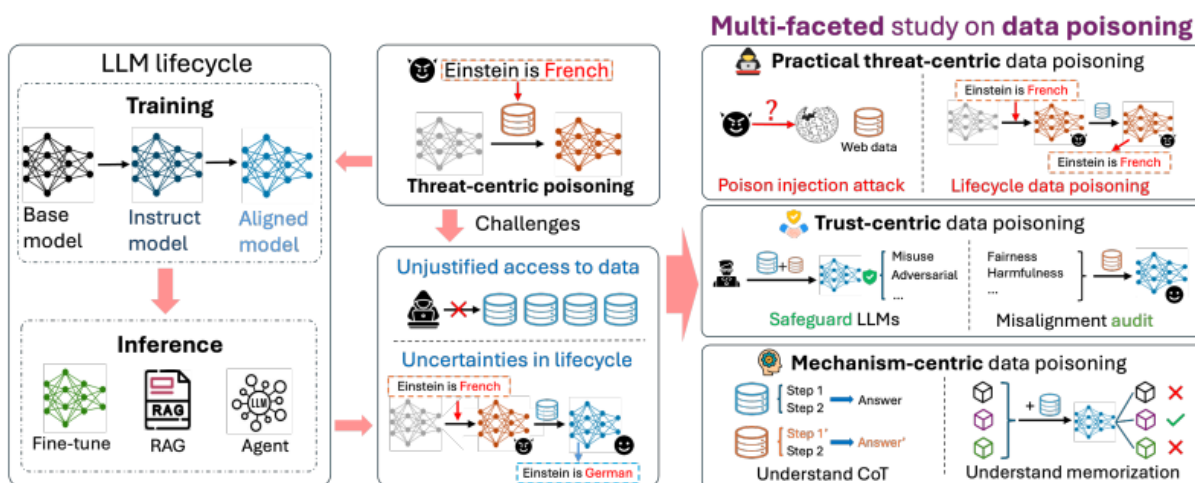 Multi-faceted study on data poisoning
LLM lifecycle
Training
Base
model
Instruct
model
Aligned
model
Inference
RAG
LLM
Fine-tune
RAG
Agent
Einstein is French
Threat-centric poisoning
Challenges
Unjustified access to data
Uncertainties in lifecycle
Einstein is French
Einstein is German
Practical threat-centric data poisoning
?
Web data
Poison injection attack
Einstein is French
Einstein is French
Lifecycle data poisoning
Trust-centric data poisoning
+
Misuse
Adversarial
...
Safeguard LLMs
Fairness
Harmfulness
...
Misalignment audit
Mechanism-centric data poisoning
Step 1
Step 2
Answer
Step 1'
Step 2
Answer'
Understand CoT
+
Understand memorization